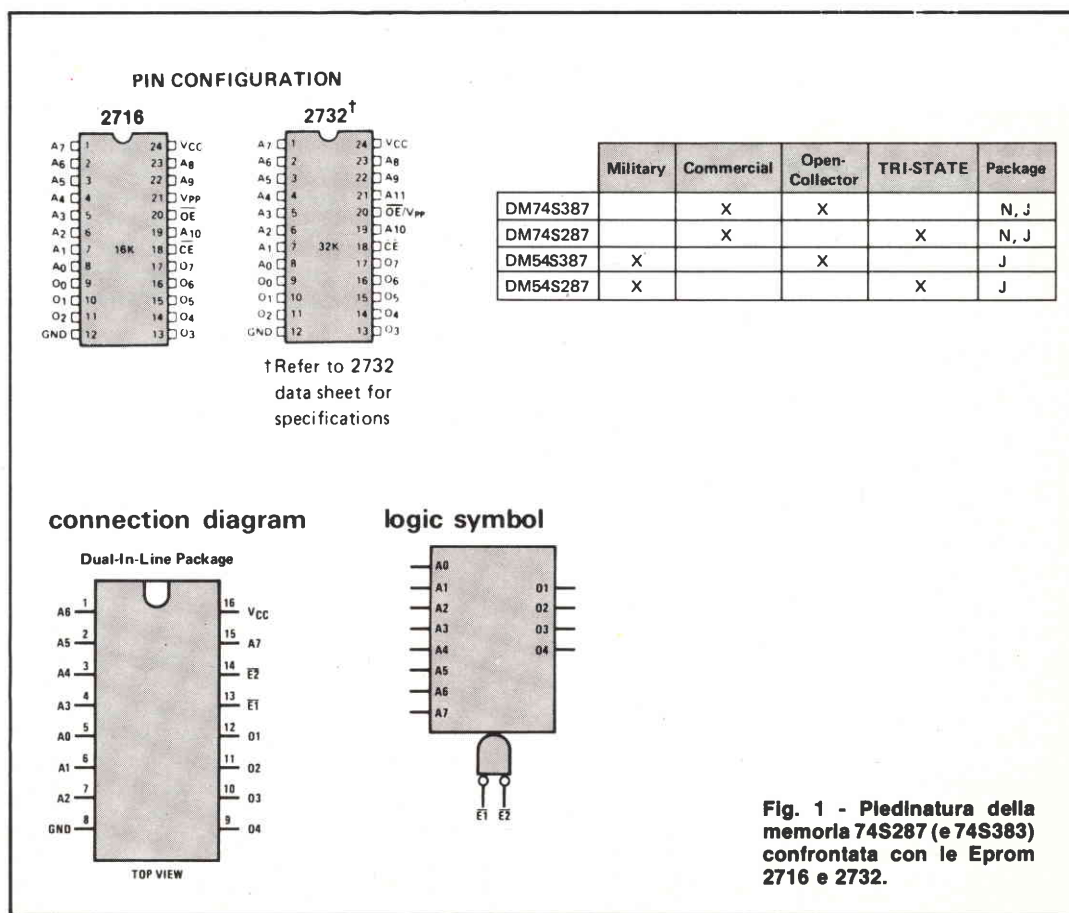 PIN CONFIGURATION
2716
A7 1 24 VCC
A6 2 23 A8
A5 3 22 A9
A4 4 21 VPP
A3 5 20 OE
A2 6 19 A10
A1 7 16K 18 CE
A0 8 17 O7
O0 9 16 O6
O1 10 15 O5
O2 11 14 O4
GND 12 13 O3
2732†
A7 1 24 VCC
A6 2 23 A8
A5 3 22 A9
A4 4 21 A11
A3 5 20 OE/VPP
A2 6 19 A10
A1 7 32K 18 CE
A0 8 17 O7
O0 9 16 O6
O1 10 15 O5
O2 11 14 O4
GND 12 13 O3
†Refer to 2732
data sheet for
specifications
Military Commercial Open-Collector TRI-STATE Package
DM74S387 X X N, J
DM74S287 X X N, J
DM54S387 X X J
DM54S287 X X J
connection diagram
Dual-In-Line Package
A6 1 16 VCC
A5 2 15 A7
A4 3 14 E2
A3 4 13 E1
A0 5 12 01
A1 6 11 02
A2 7 10 03
GND 8 9 04
TOP VIEW
logic symbol
A0
A1 01
A2 02
A3 03
A4 04
A5
A6
A7
E1 E2
Fig. 1 - Piedinatura della
memoria 74S287 (e 74S383)
confrontata con le Eprom
2716 e 2732.